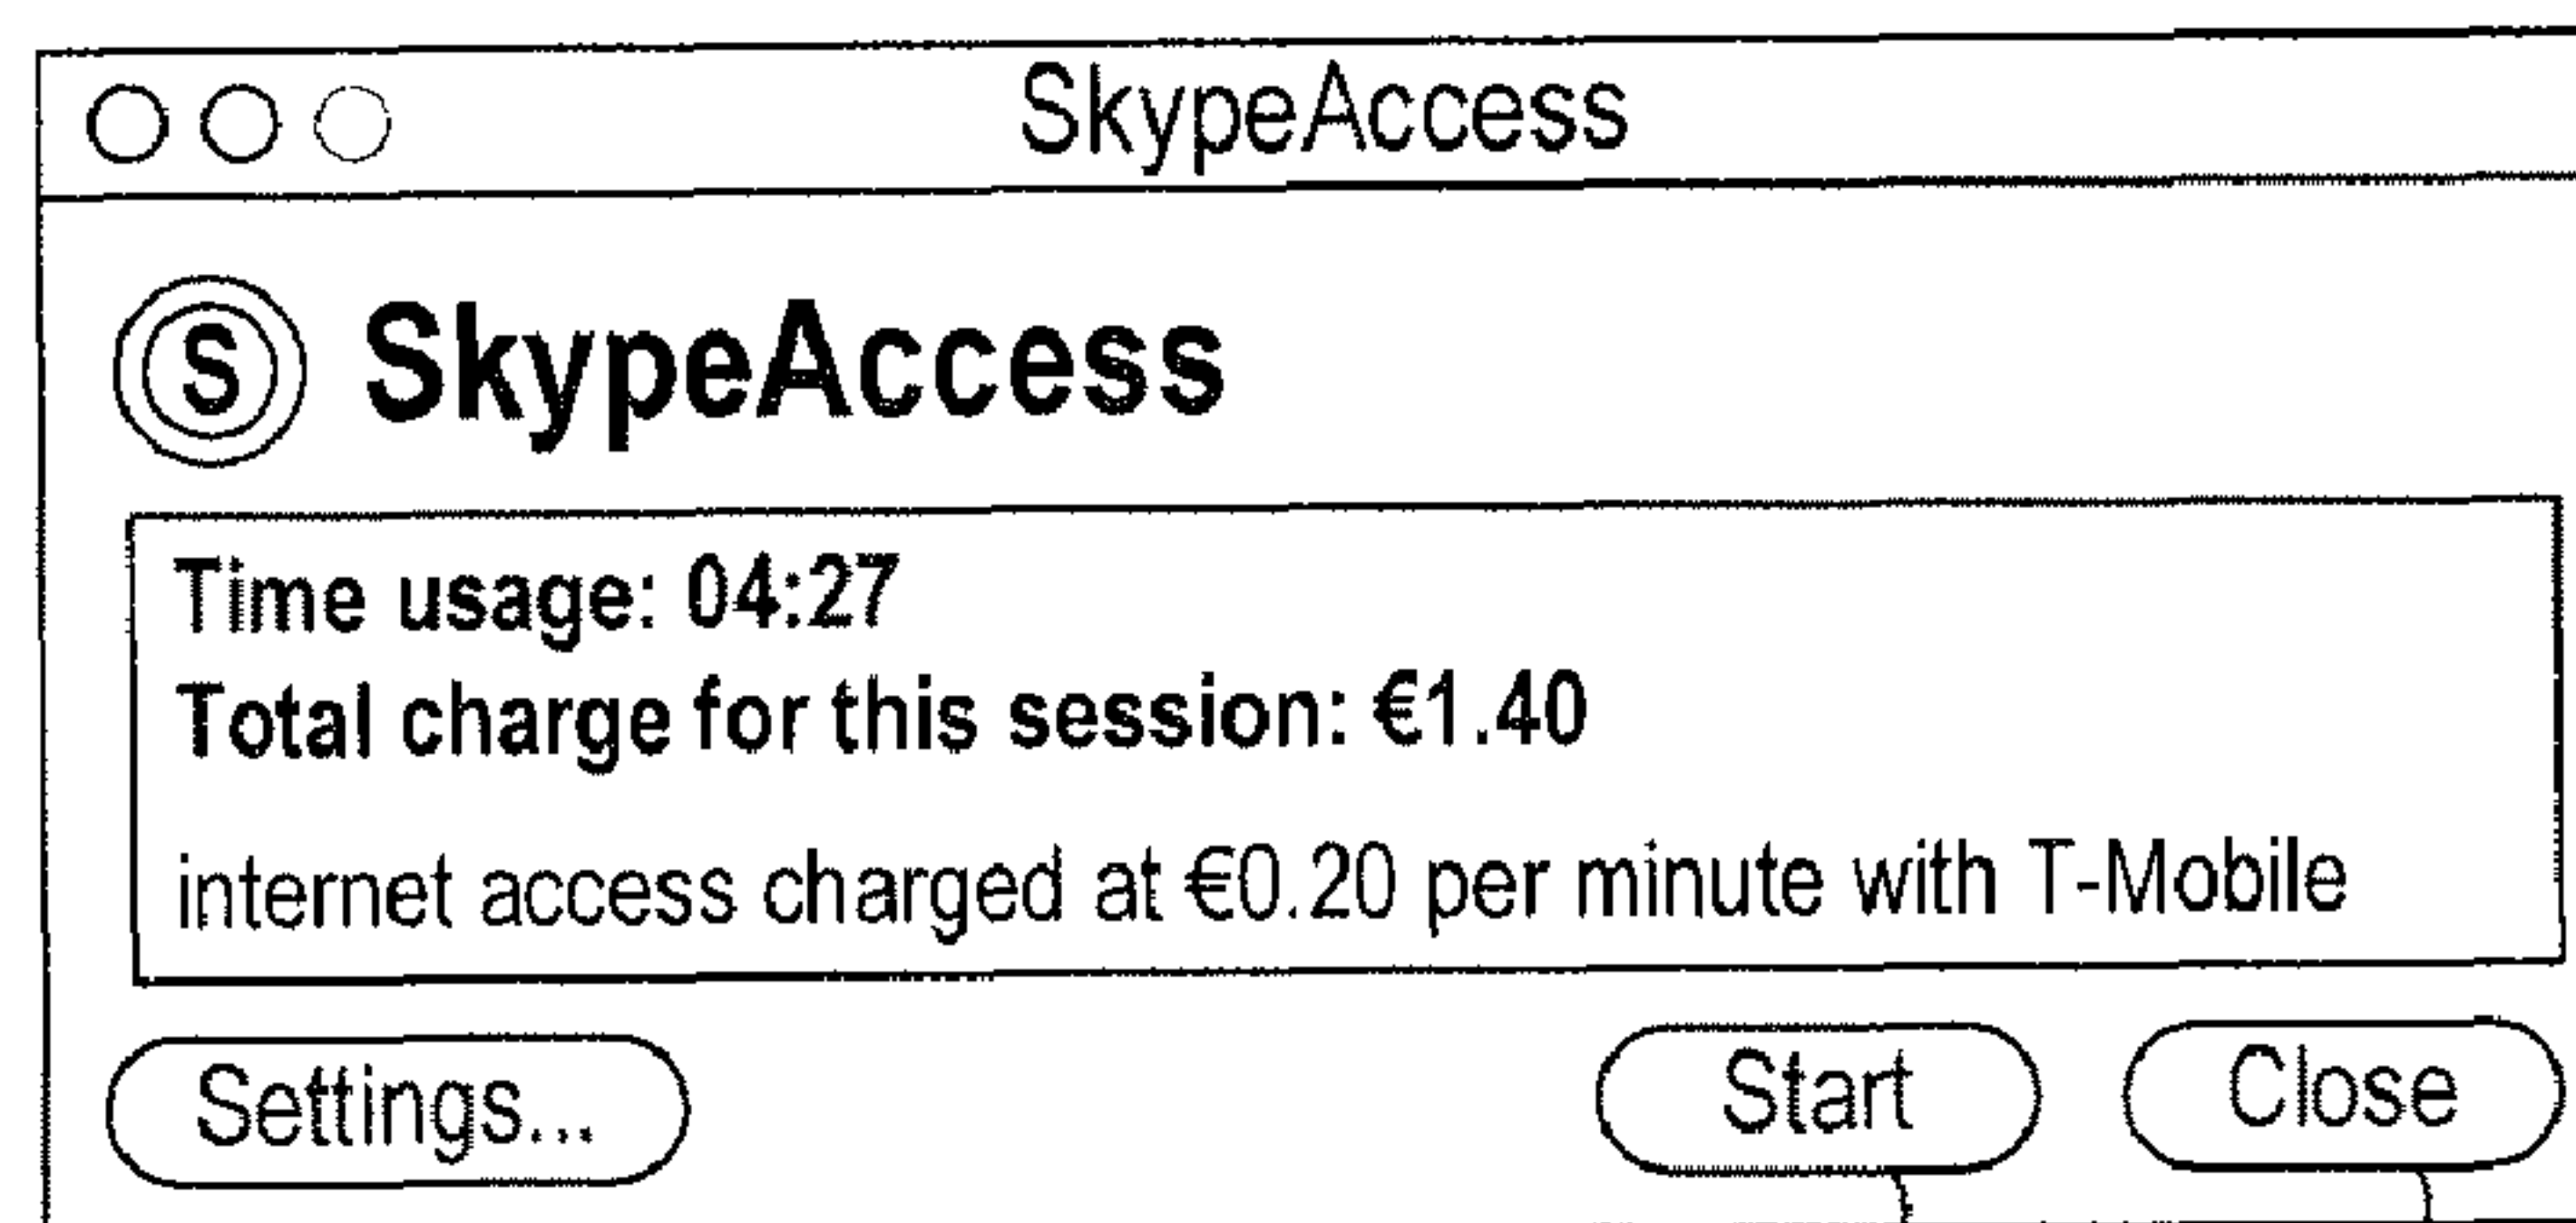 SkypeAccess
S SkypeAccess
Time usage: 04:27
Total charge for this session: €1.40
internet access charged at €0.20 per minute with T-Mobile
Settings... Start Close